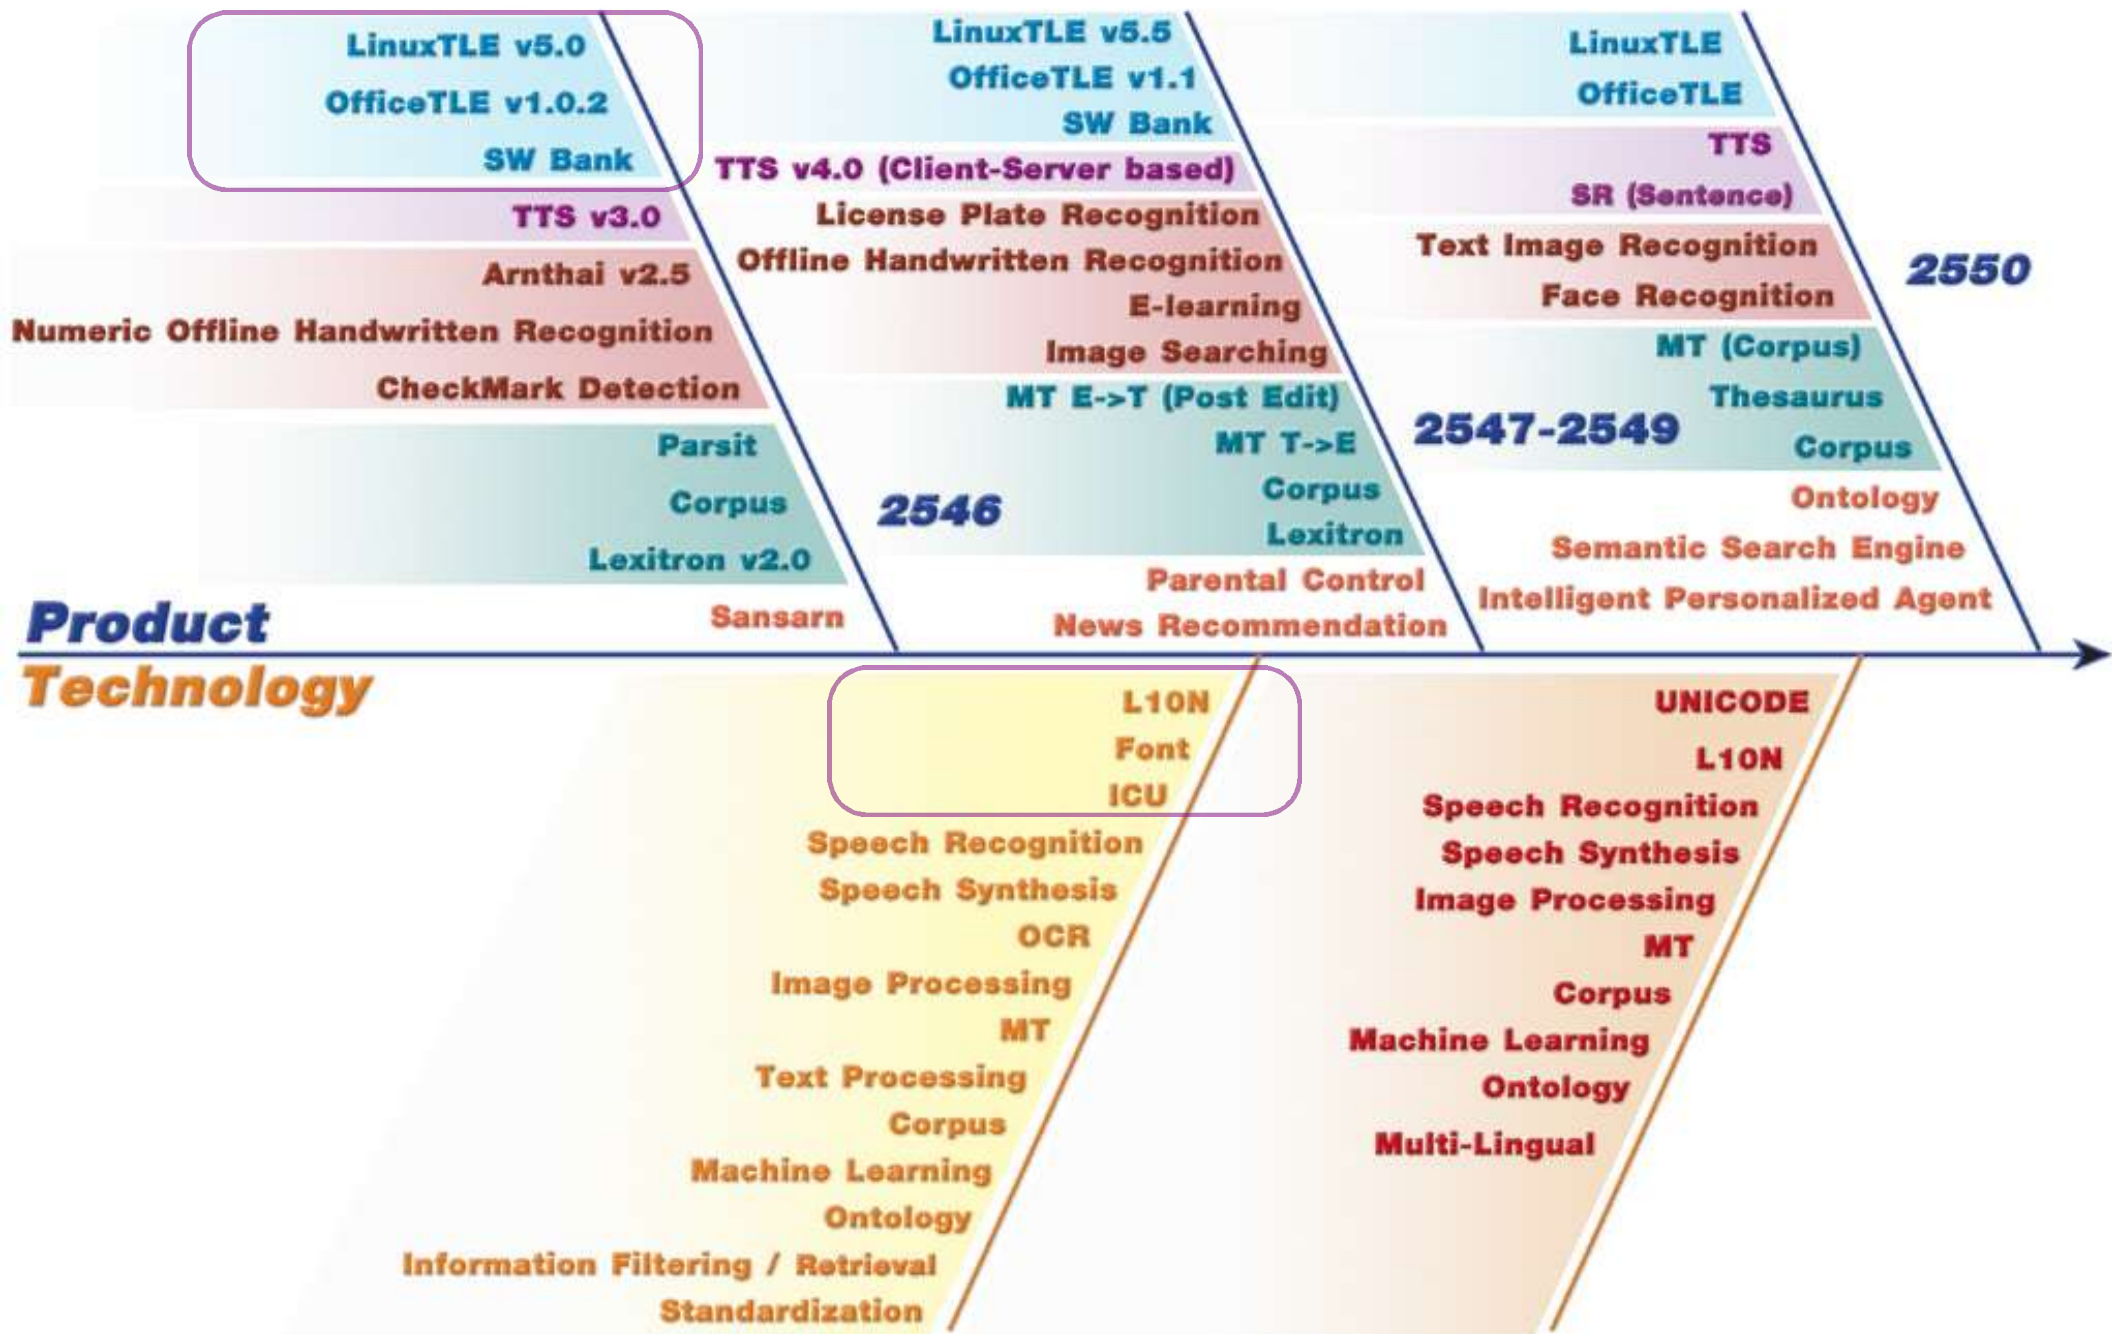 LinuxTLE v5.0
OfficeTLE v1.0.2
SW Bank
TTS v3.0
Arnthai v2.5
Numeric Offline Handwritten Recognition
CheckMark Detection
Parsit
Corpus
Lexitron v2.0
Sansarn
2546
LinuxTLE v5.5
OfficeTLE v1.1
SW Bank
TTS v4.0 (Client-Server based)
License Plate Recognition
Offline Handwritten Recognition
E-learning
Image Searching
MT E->T (Post Edit)
MT T->E
Corpus
Lexitron
Parental Control
News Recommendation
2547-2549
LinuxTLE
OfficeTLE
TTS
SR (Sentence)
Text Image Recognition
Face Recognition
MT (Corpus)
Thesaurus
Corpus
Ontology
Semantic Search Engine
Intelligent Personalized Agent
2550
Product
Technology
L10N
Font
ICU
Speech Recognition
Speech Synthesis
OCR
Image Processing
MT
Text Processing
Corpus
Machine Learning
Ontology
Information Filtering / Retrieval
Standardization
UNICODE
L10N
Speech Recognition
Speech Synthesis
Image Processing
MT
Corpus
Machine Learning
Ontology
Multi-Lingual